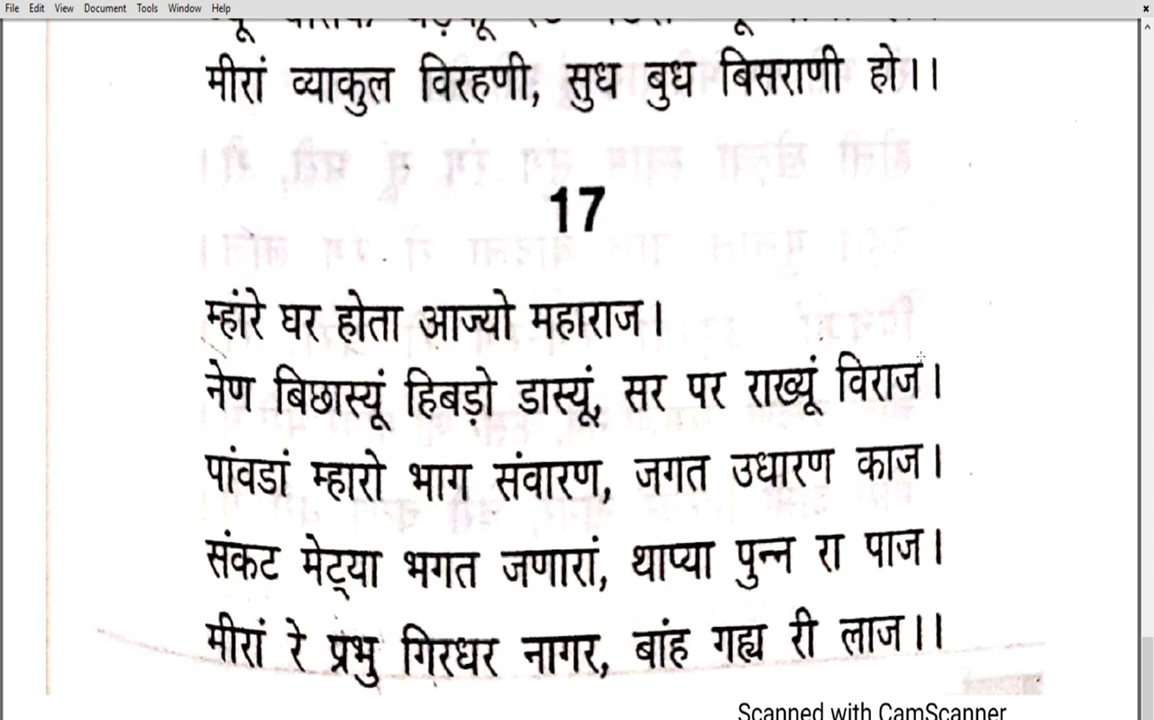 File Edit View Document Tools Window Help
मीरां व्याकुल विरहणी, सुध बुध बिसराणी हो।।
17
म्हांरे घर होता आज्यो महाराज।
नेण बिछास्यूं हिबड़ो डास्यूं, सर पर राख्यूं विराज।
पांवडां म्हारो भाग संवारण, जगत उधारण काज।
संकट मेट्या भगत जणारां, थाप्या पुन्न रा पाज।
मीरां रे प्रभु गिरधर नागर, बांह गह्य री लाज।।
Scanned with CamScanner